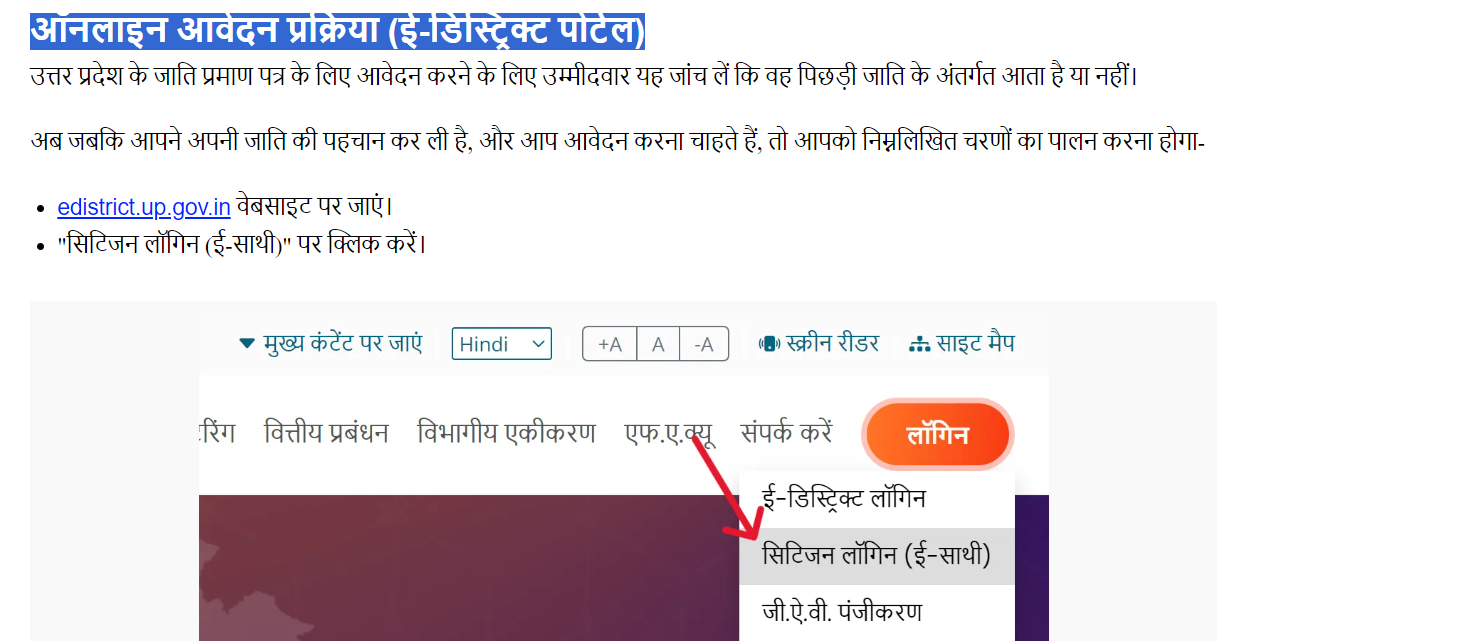 ऑनलाइन आवेदन प्रक्रिया (ई-डिस्ट्रिक्ट पोर्टल)
उत्तर प्रदेश के जाति प्रमाण पत्र के लिए आवेदन करने के लिए उम्मीदवार यह जांच लें कि वह पिछड़ी जाति के अंतर्गत आता है या नहीं।
अब जबकि आपने अपनी जाति की पहचान कर ली है, और आप आवेदन करना चाहते हैं, तो आपको निम्नलिखित चरणों का पालन करना होगा-
• edistrict.up.gov.in वेबसाइट पर जाएं।
• "सिटिजन लॉगिन (ई-साथी)" पर क्लिक करें।
मुख्य कंटेंट पर जाएं Hindi +A A -A स्क्रीन रीडर साइट मैप
वित्तीय प्रबंधन विभागीय एकीकरण एफ.ए.क्यू संपर्क करें लॉगिन
ई-डिस्ट्रिक्ट लॉगिन
सिटिजन लॉगिन (ई-साथी)
जी.ऐ.वी. पंजीकरण